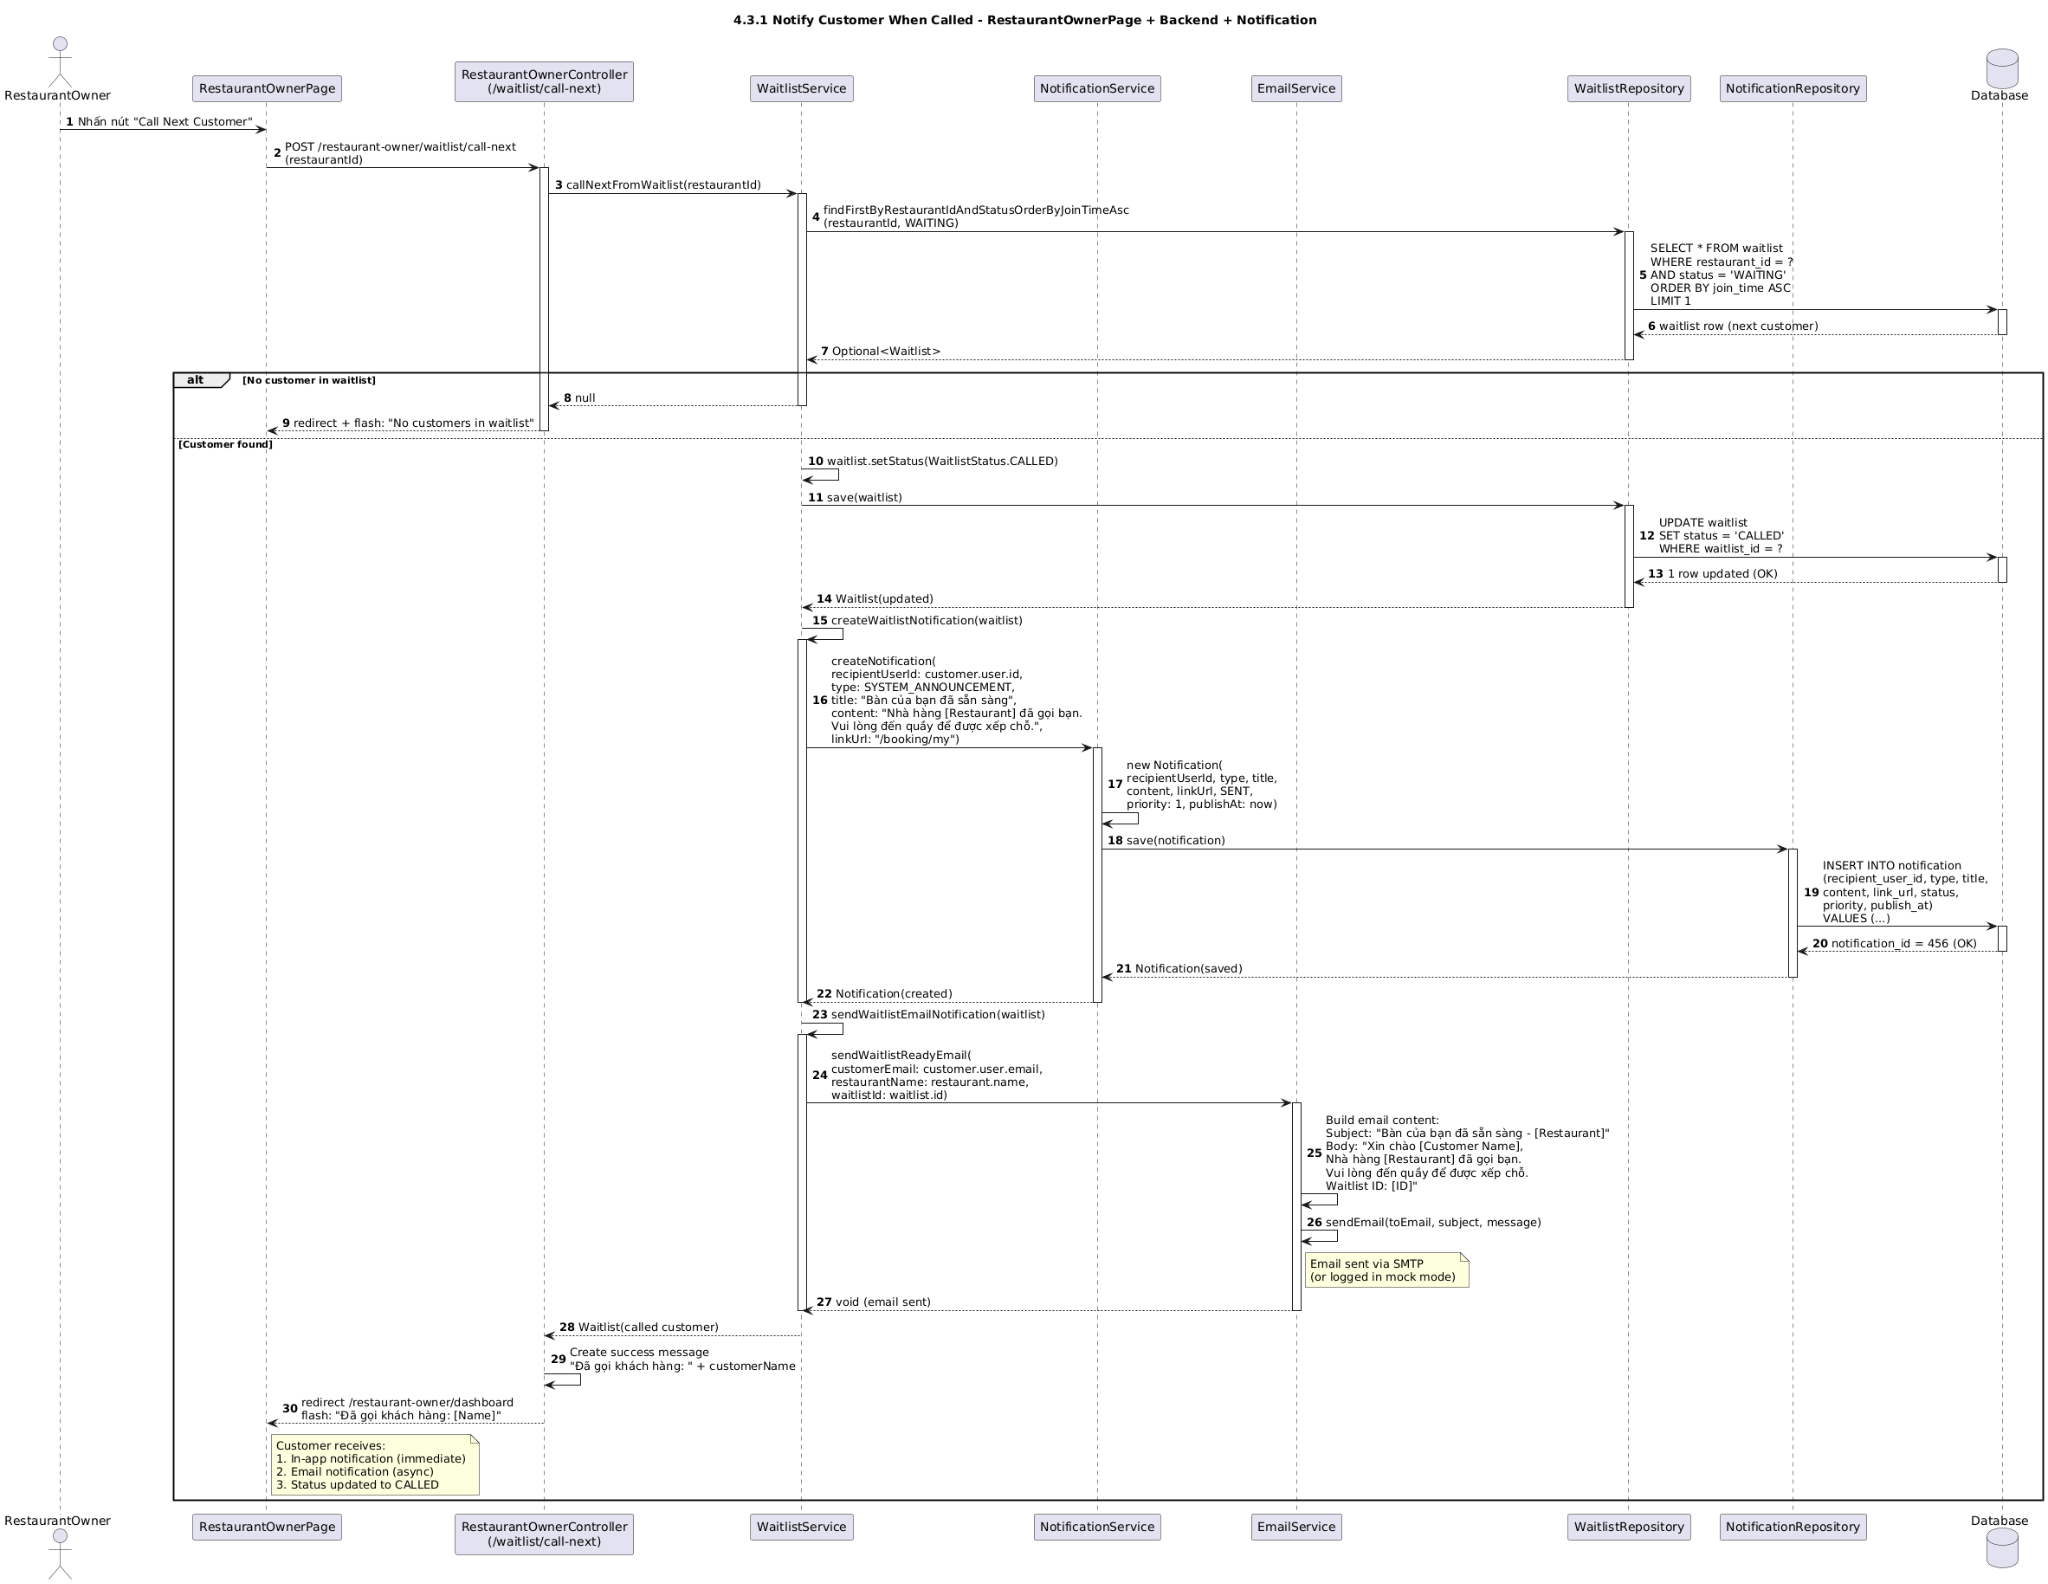 4.3.1 Notify Customer When Called - RestaurantOwnerPage + Backend + Notification
RestaurantOwner
RestaurantOwnerPage
RestaurantOwnerController
(/waitlist/call-next)
WaitlistService
NotificationService
EmailService
WaitlistRepository
NotificationRepository
Database
1 Nhấn nút "Call Next Customer"
2 POST /restaurant-owner/waitlist/call-next
(restaurantId)
3 callNextFromWaitlist(restaurantId)
4 findFirstByRestaurantIdAndStatusOrderByJoinTimeAsc
(restaurantId, WAITING)
5 SELECT * FROM waitlist
WHERE restaurant_id = ?
AND status = 'WAITING'
ORDER BY join_time ASC
LIMIT 1
6 waitlist row (next customer)
7 Optional<Waitlist>
alt [No customer in waitlist]
8 null
9 redirect + flash: "No customers in waitlist"
[Customer found]
10 waitlist.setStatus(WaitlistStatus.CALLED)
11 save(waitlist)
12 UPDATE waitlist
SET status = 'CALLED'
WHERE waitlist_id = ?
13 1 row updated (OK)
14 Waitlist(updated)
15 createWaitlistNotification(waitlist)
16 createNotification(
recipientUserId: customer.user.id,
type: SYSTEM_ANNOUNCEMENT,
title: "Bàn của bạn đã sẵn sàng",
content: "Nhà hàng [Restaurant] đã gọi bạn.
Vui lòng đến quầy để được xếp chỗ.",
linkUrl: "/booking/my")
17 new Notification(
recipientUserId, type, title,
content, linkUrl, SENT,
priority: 1, publishAt: now)
18 save(notification)
19 INSERT INTO notification
(recipient_user_id, type, title,
content, link_url, status,
priority, publish_at)
VALUES (...)
20 notification_id = 456 (OK)
21 Notification(saved)
22 Notification(created)
23 sendWaitlistEmailNotification(waitlist)
24 sendWaitlistReadyEmail(
customerEmail: customer.user.email,
restaurantName: restaurant.name,
waitlistId: waitlist.id)
25 Build email content:
Subject: "Bàn của bạn đã sẵn sàng - [Restaurant]"
Body: "Xin chào [Customer Name],
Nhà hàng [Restaurant] đã gọi bạn.
Vui lòng đến quầy để được xếp chỗ.
Waitlist ID: [ID]"
26 sendEmail(toEmail, subject, message)
Email sent via SMTP
(or logged in mock mode)
27 void (email sent)
28 Waitlist(called customer)
29 Create success message
"Đã gọi khách hàng: " + customerName
30 redirect /restaurant-owner/dashboard
flash: "Đã gọi khách hàng: [Name]"
Customer receives:
1. In-app notification (immediate)
2. Email notification (async)
3. Status updated to CALLED
RestaurantOwner
RestaurantOwnerPage
RestaurantOwnerController
(/waitlist/call-next)
WaitlistService
NotificationService
EmailService
WaitlistRepository
NotificationRepository
Database